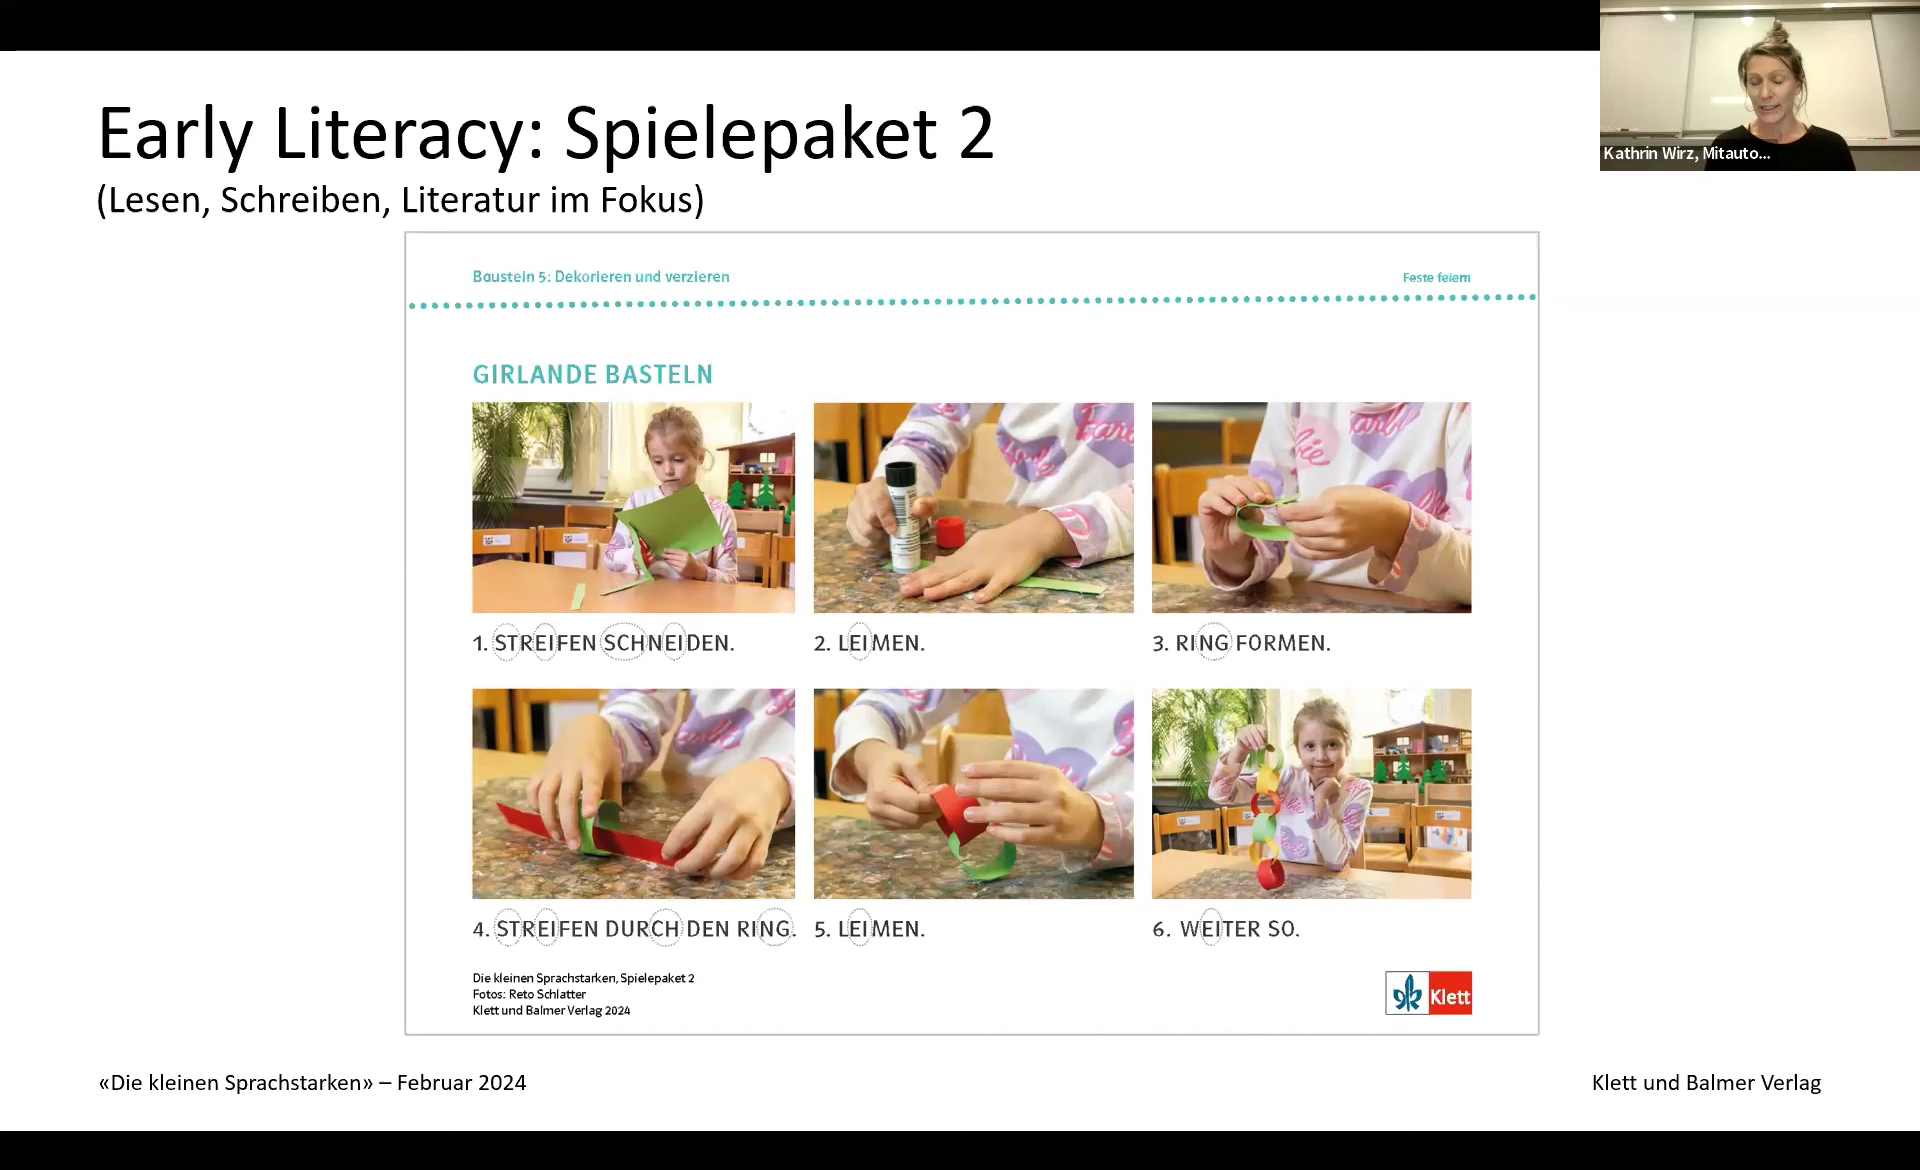 Early Literacy: Spielepaket 2
(Lesen, Schreiben, Literatur im Fokus)
Kathrin Wirz, Mitauto...
Baustein 5: Dekorieren und verzieren
Feste feiern
GIRLANDE BASTELN
1. STREIFEN SCHNEIDEN.
2. LEIMEN.
3. RING FORMEN.
4. STREIFEN DURCH DEN RING.
5. LEIMEN.
6. WEITER SO.
Die kleinen Sprachstarken, Spielepaket 2
Fotos: Reto Schlatter
Klett und Balmer Verlag 2024
Klett
«Die kleinen Sprachstarken» – Februar 2024
Klett und Balmer Verlag